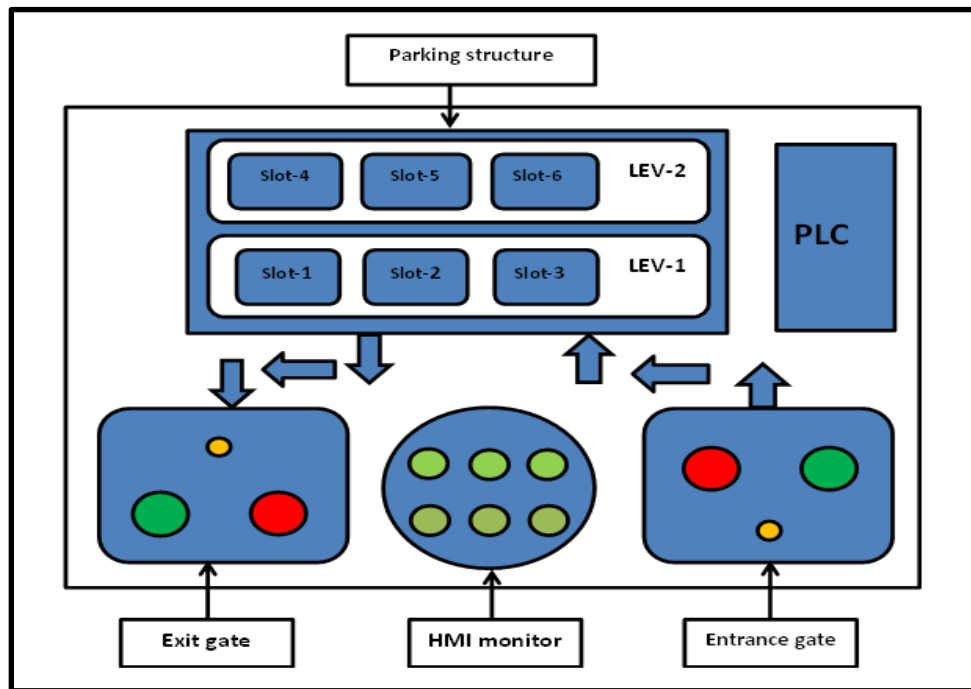 Parking structure
Slot-4 Slot-5 Slot-6 LEV-2
PLC
Slot-1 Slot-2 Slot-3 LEV-1
Exit gate
HMI monitor
Entrance gate